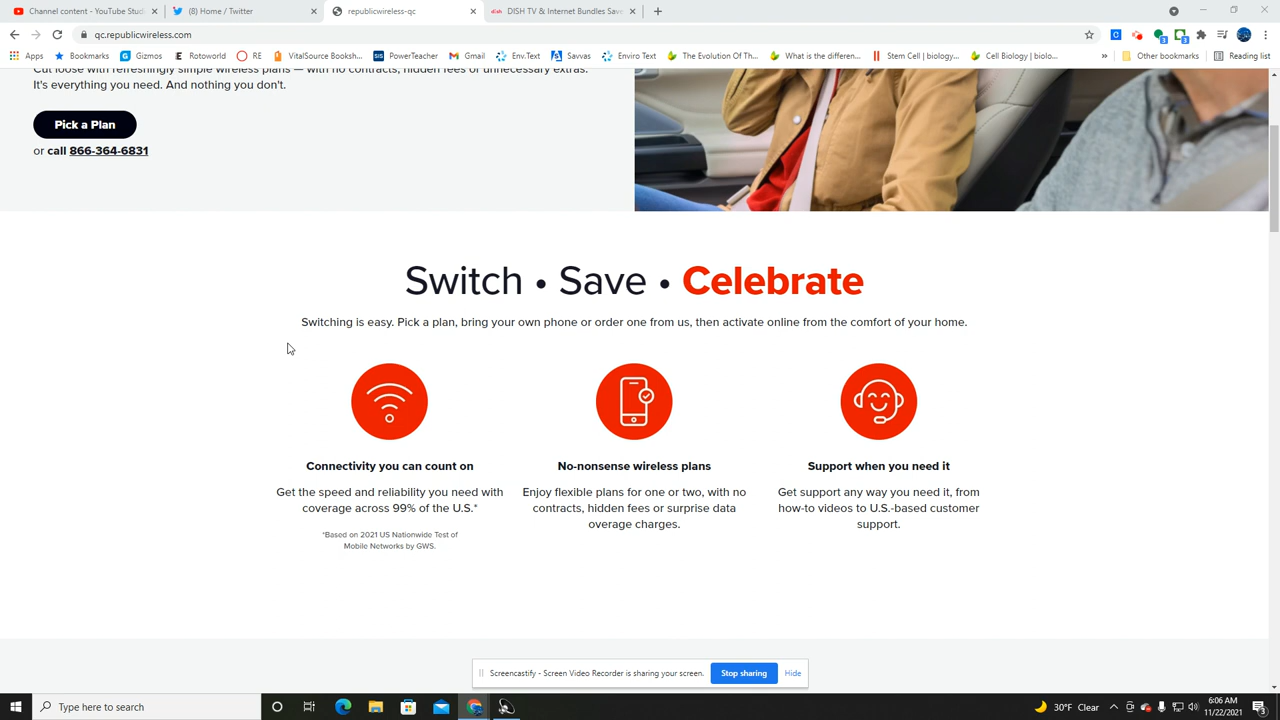 Channel content - YouTube Stud
(8) Home / Twitter
republicwireless-qc
dish
DISH TV & Internet Bundles Save
qc.republicwireless.com
Apps
Bookmarks
Gizmos
Rotoworld
RE
VitalSource Booksh...
SIS
PowerTeacher
Gmail
Env.Text
Savvas
Enviro Text
The Evolution Of Th...
What is the differen...
Stem Cell | biology...
Cell Biology | biolo...
»
Other bookmarks
Reading list
Cut loose with refreshingly simple wireless plans — with no contracts, hidden fees or unnecessary extras.
It's everything you need. And nothing you don't.
Pick a Plan
or call 866-364-6831
Switch • Save • Celebrate
Switching is easy. Pick a plan, bring your own phone or order one from us, then activate online from the comfort of your home.
Connectivity you can count on
Get the speed and reliability you need with
coverage across 99% of the U.S.*
*Based on 2021 US Nationwide Test of
Mobile Networks by GWS.
No-nonsense wireless plans
Enjoy flexible plans for one or two, with no
contracts, hidden fees or surprise data
overage charges.
Support when you need it
Get support any way you need it, from
how-to videos to U.S.-based customer
support.
Screencastify - Screen Video Recorder is sharing your screen.
Stop sharing
Hide
Type here to search
30°F Clear
6:06 AM
11/22/2021
3